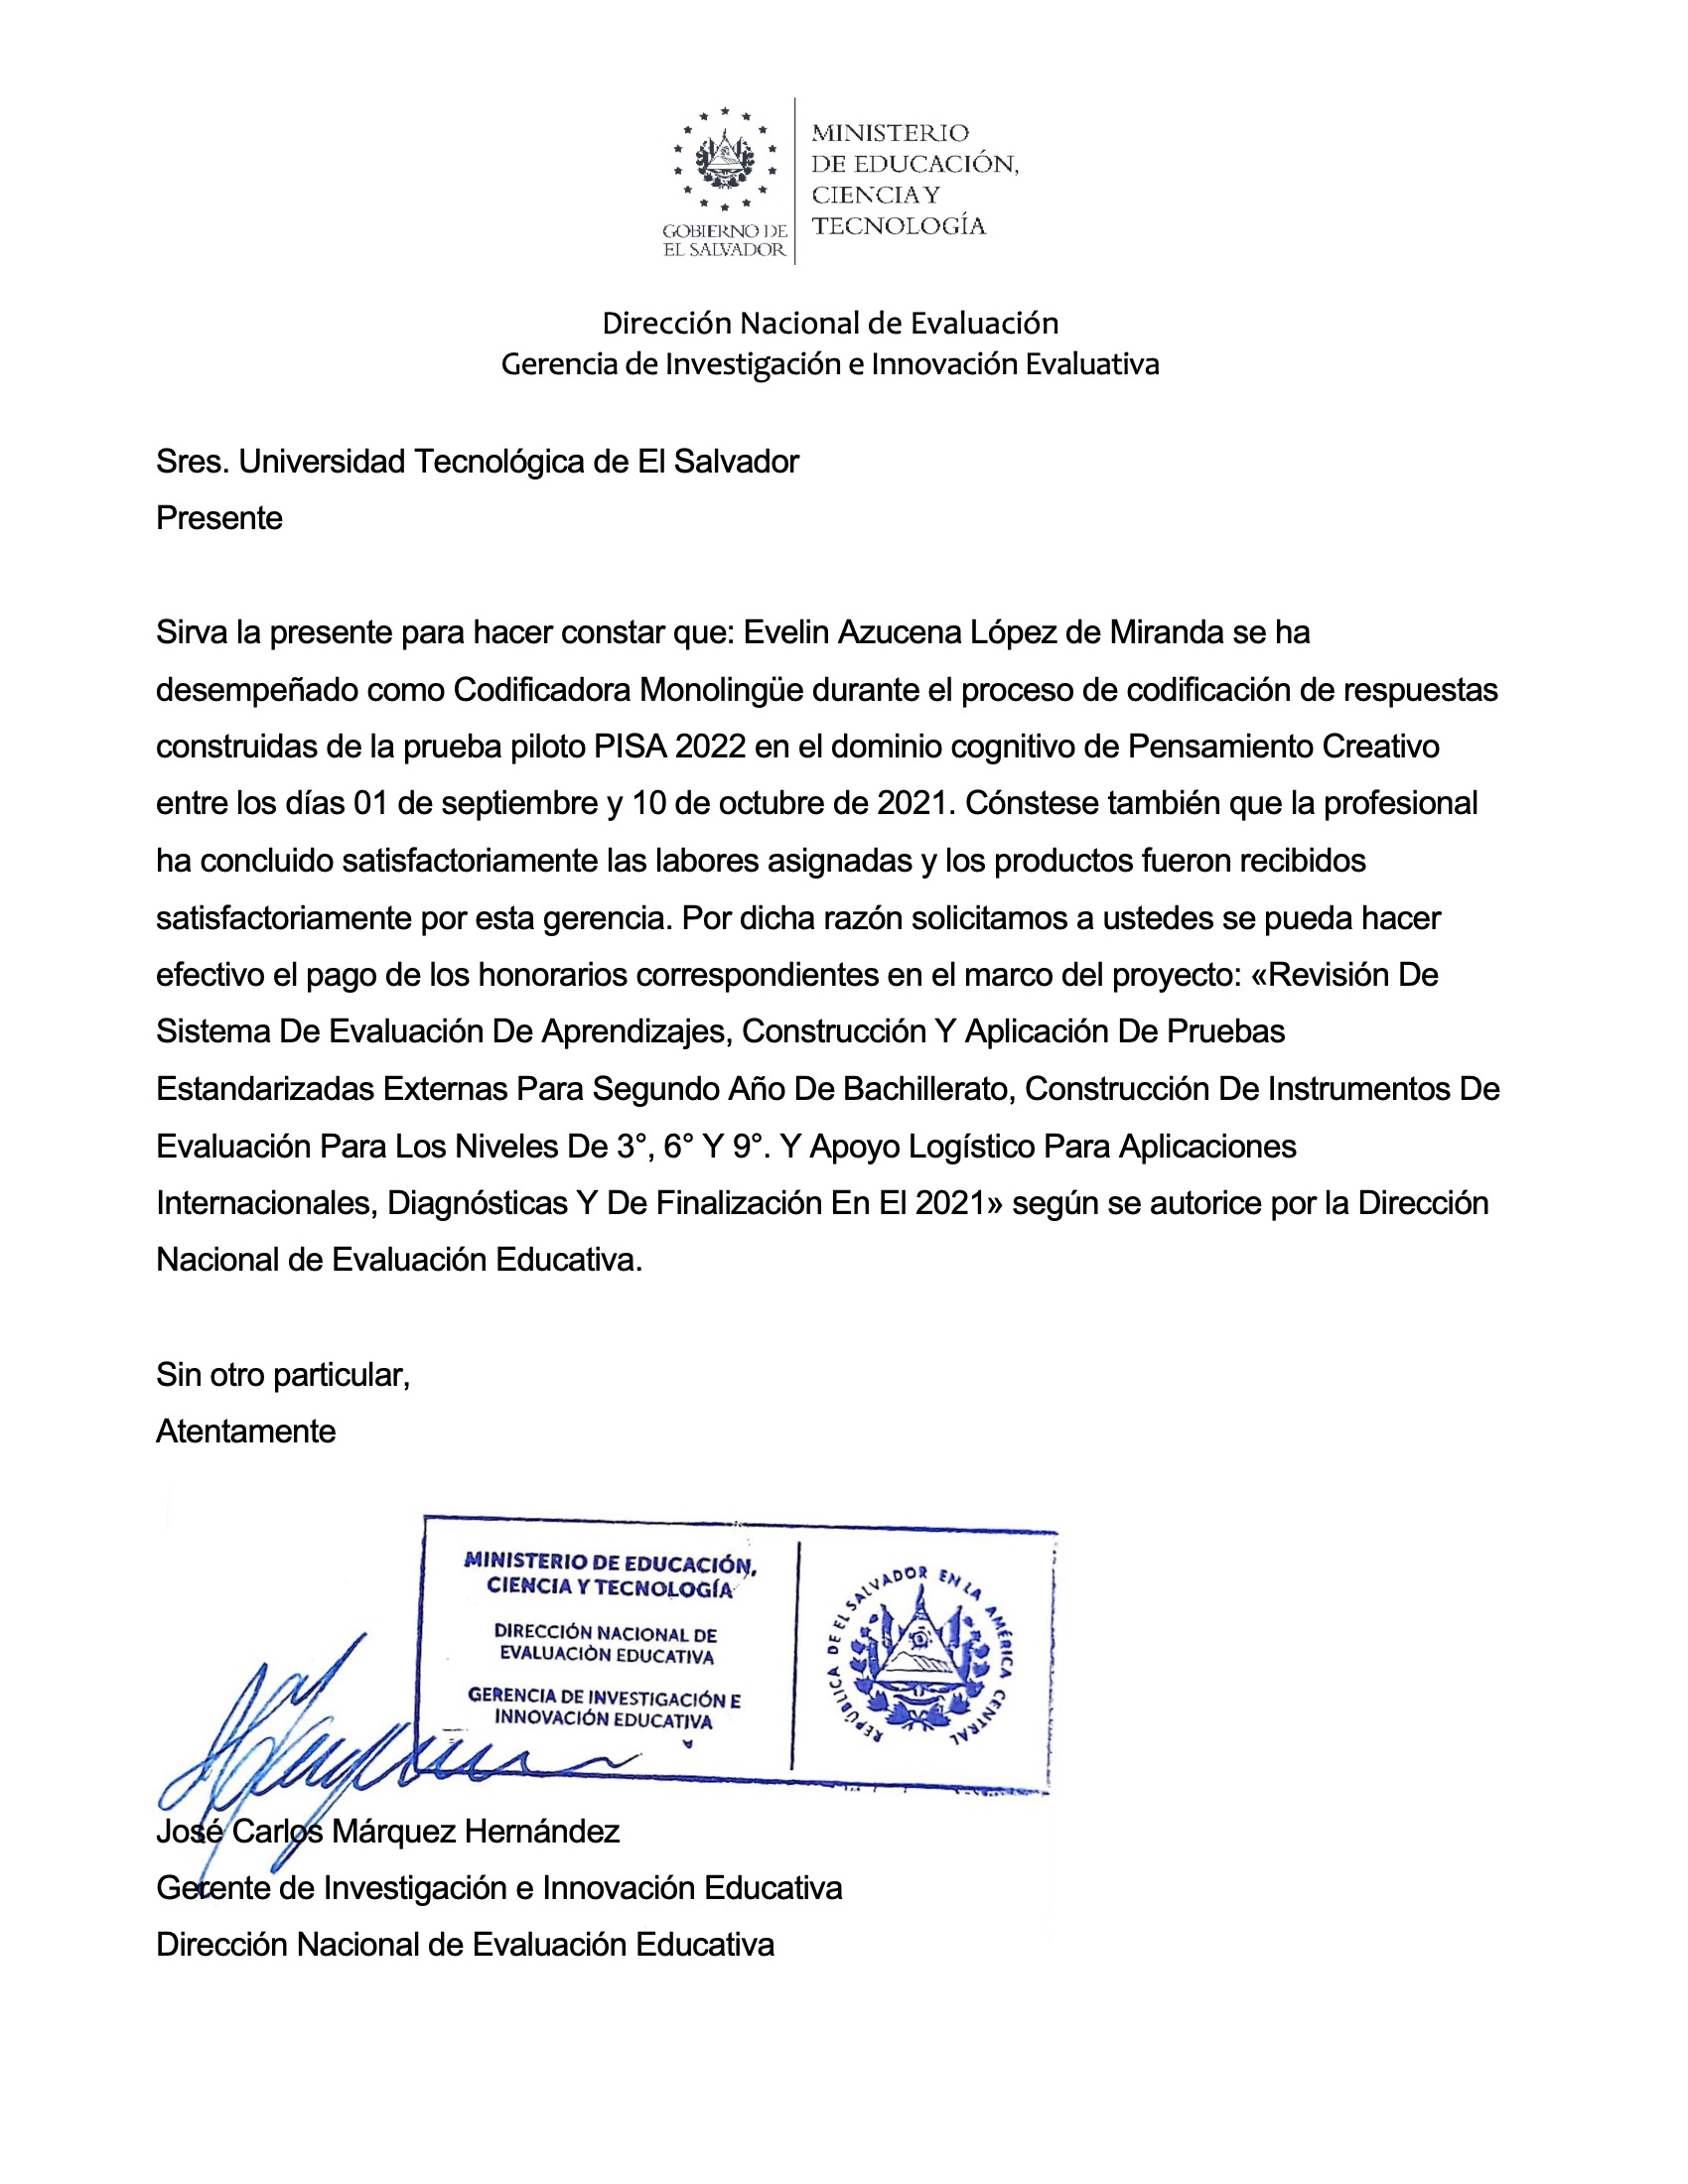 GOBIERNO DE
EL SALVADOR
MINISTERIO
DE EDUCACIÓN,
CIENCIA Y
TECNOLOGÍA
Dirección Nacional de Evaluación
Gerencia de Investigación e Innovación Evaluativa
Sres. Universidad Tecnológica de El Salvador
Presente
Sirva la presente para hacer constar que: Evelin Azucena López de Miranda se ha
desempeñado como Codificadora Monolingüe durante el proceso de codificación de respuestas
construidas de la prueba piloto PISA 2022 en el dominio cognitivo de Pensamiento Creativo
entre los días 01 de septiembre y 10 de octubre de 2021. Cónstese también que la profesional
ha concluido satisfactoriamente las labores asignadas y los productos fueron recibidos
satisfactoriamente por esta gerencia. Por dicha razón solicitamos a ustedes se pueda hacer
efectivo el pago de los honorarios correspondientes en el marco del proyecto: «Revisión De
Sistema De Evaluación De Aprendizajes, Construcción Y Aplicación De Pruebas
Estandarizadas Externas Para Segundo Año De Bachillerato, Construcción De Instrumentos De
Evaluación Para Los Niveles De 3°, 6° Y 9°. Y Apoyo Logístico Para Aplicaciones
Internacionales, Diagnósticas Y De Finalización En El 2021» según se autorice por la Dirección
Nacional de Evaluación Educativa.
Sin otro particular,
Atentamente
MINISTERIO DE EDUCACIÓN,
CIENCIA Y TECNOLOGÍA
DIRECCIÓN NACIONAL DE
EVALUACIÒN EDUCATIVA
GERENCIA DE INVESTIGACIÓN E
INNOVACIÓN EDUCATIVA
REPÚBLICA DE EL SALVADOR EN LA AMÉRICA CENTRAL
José Carlos Márquez Hernández
Gerente de Investigación e Innovación Educativa
Dirección Nacional de Evaluación Educativa